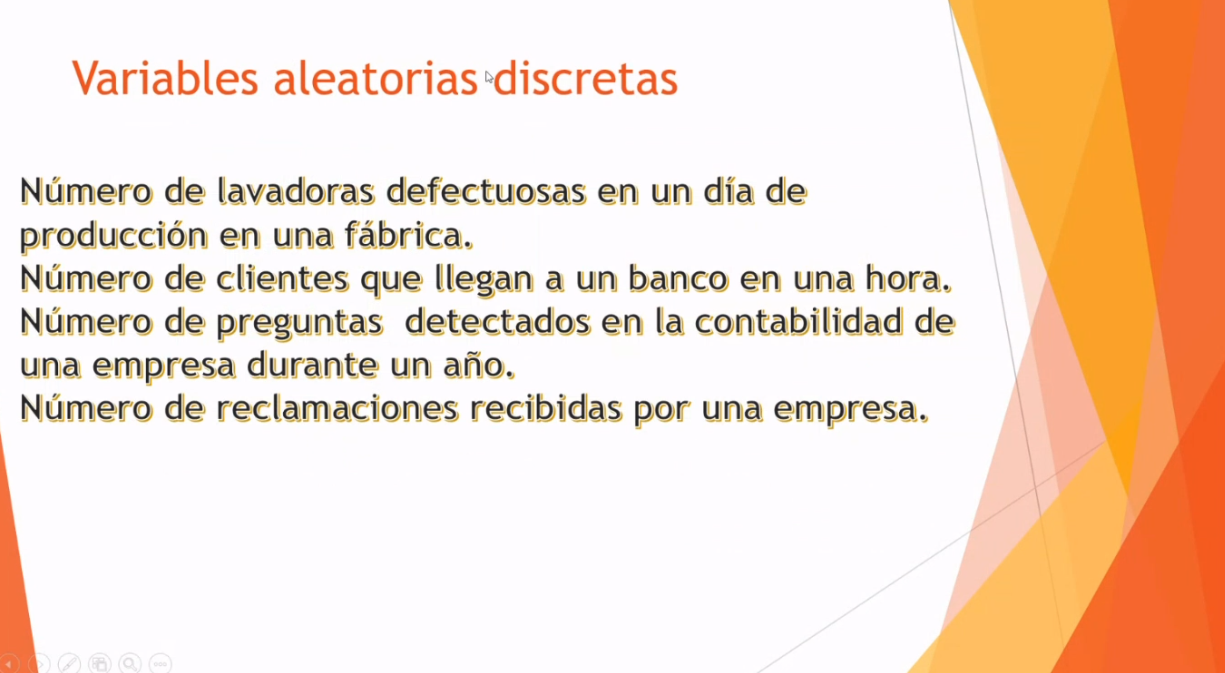 Variables aleatorias discretas
Número de lavadoras defectuosas en un día de
producción en una fábrica.
Número de clientes que llegan a un banco en una hora.
Número de preguntas detectados en la contabilidad de
una empresa durante un año.
Número de reclamaciones recibidas por una empresa.